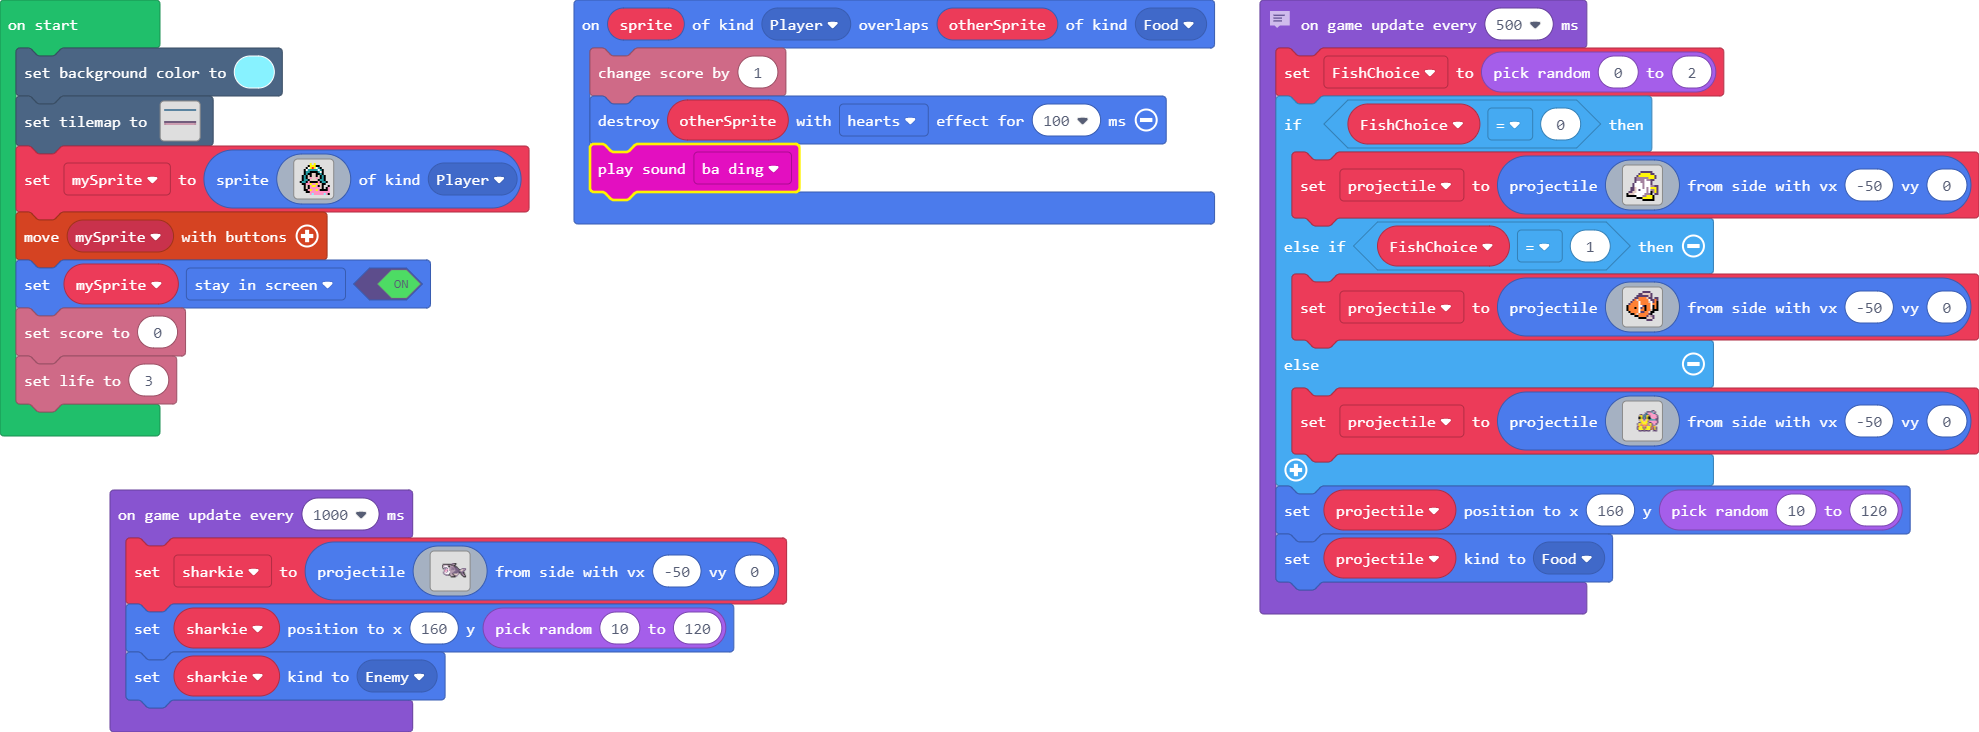 on start
set background color to
set tilemap to
set mySprite to sprite of kind Player
move mySprite with buttons
set mySprite stay in screen ON
set score to 0
set life to 3
on sprite of kind Player overlaps otherSprite of kind Food
change score by 1
destroy otherSprite with hearts effect for 100 ms
play sound ba ding
on game update every 500 ms
set FishChoice to pick random 0 to 2
if FishChoice = 0 then
set projectile to projectile from side with vx -50 vy 0
else if FishChoice = 1 then
set projectile to projectile from side with vx -50 vy 0
else
set projectile to projectile from side with vx -50 vy 0
set projectile position to x 160 y pick random 10 to 120
set projectile kind to Food
on game update every 1000 ms
set sharkie to projectile from side with vx -50 vy 0
set sharkie position to x 160 y pick random 10 to 120
set sharkie kind to Enemy